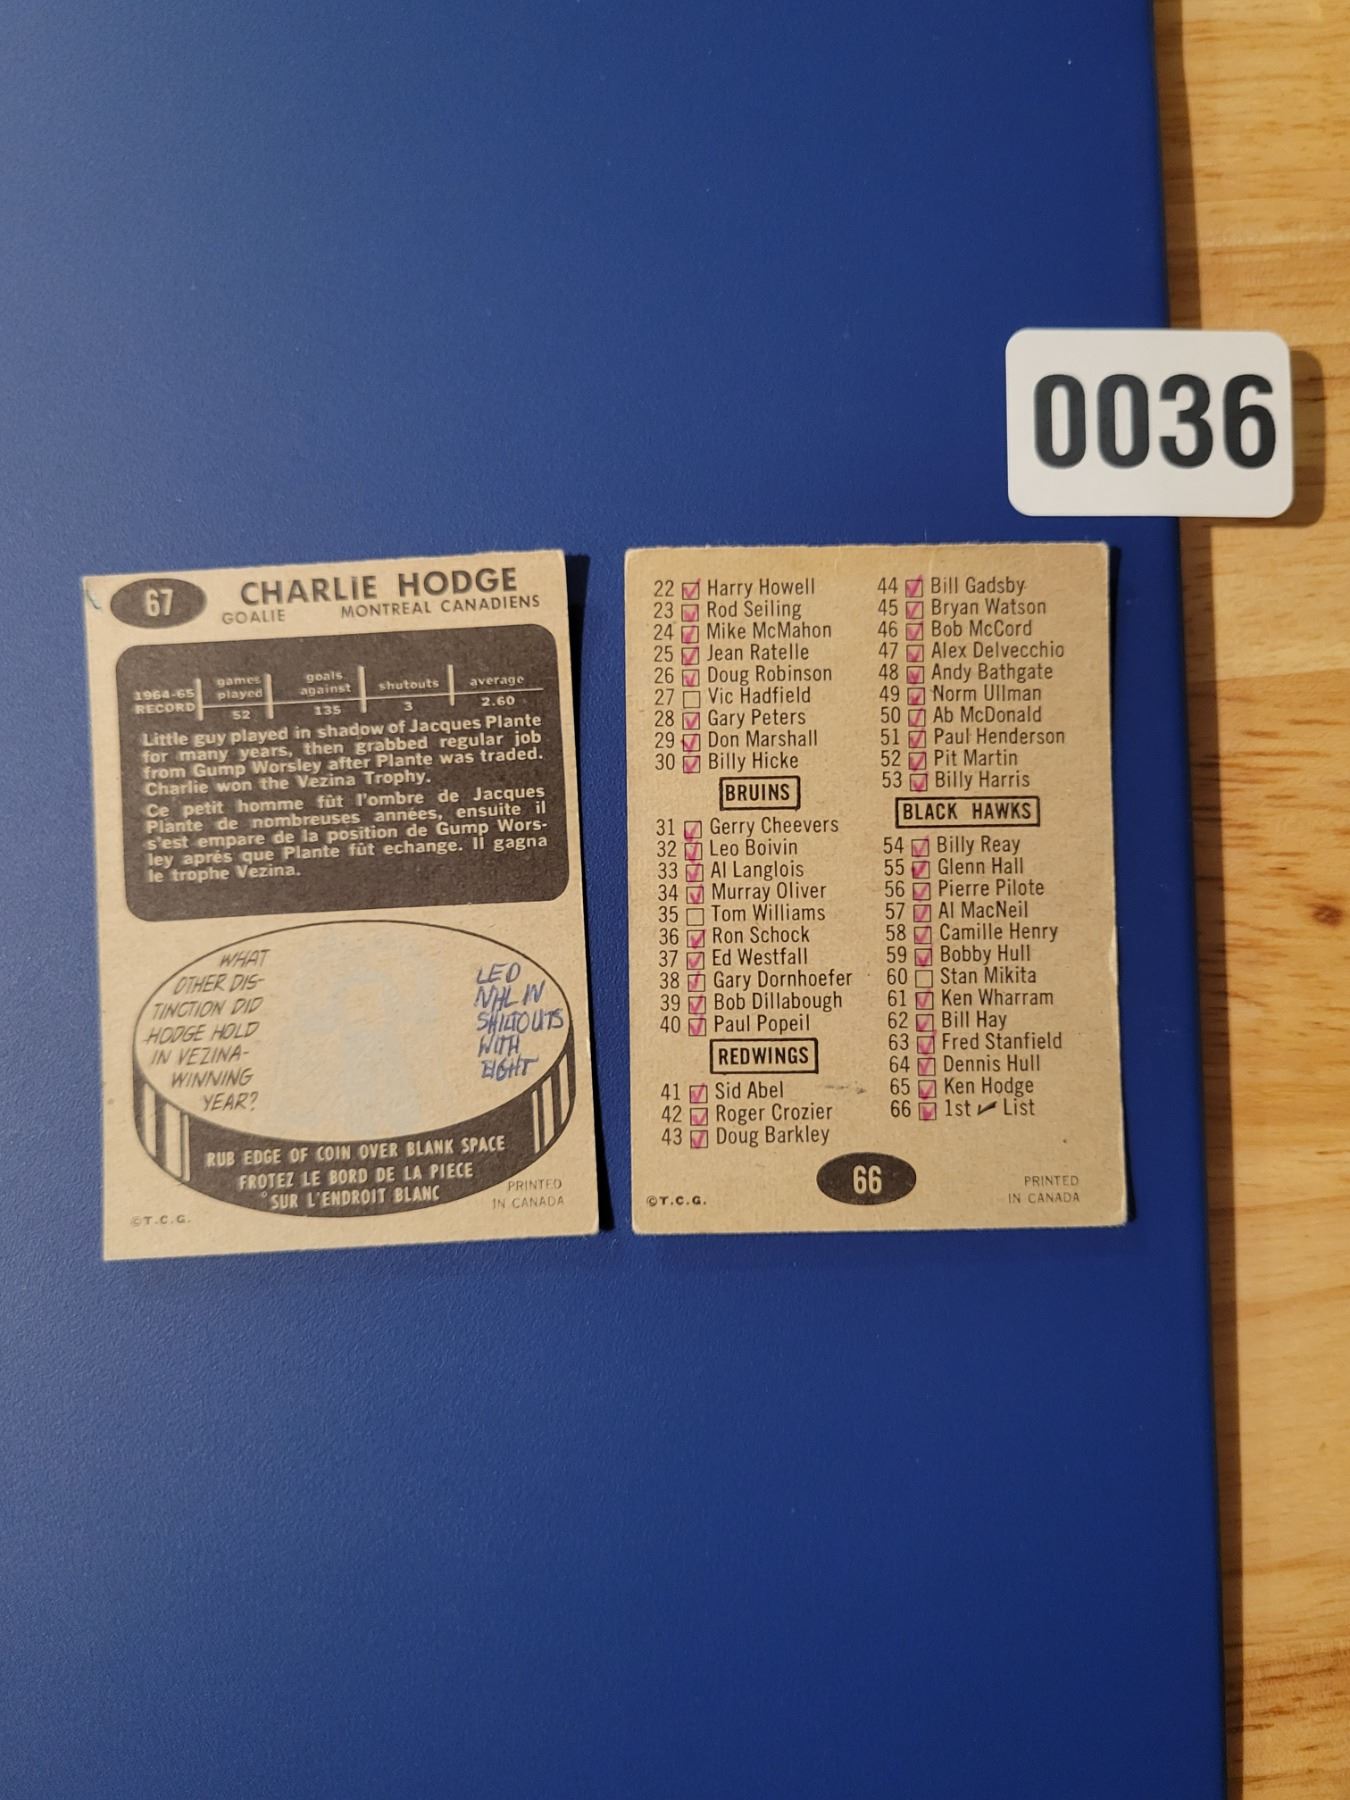 0036
67
CHARLIE HODGE
GOALIE MONTREAL CANADIENS
1964-65 RECORD
games played
goals against
shutouts
average
52 135 3 2.60
Little guy played in shadow of Jacques Plante
for many years, then grabbed regular job
from Gump Worsley after Plante was traded.
Charlie won the Vezina Trophy.
Ce petit homme fût l'ombre de Jacques
Plante de nombreuses années, ensuite il
s'est empare de la position de Gump Wors-
ley aprés que Plante fût echange. Il gagna
le trophe Vezina.
WHAT
OTHER DIS-
TINCTION DID
HODGE HOLD
IN VEZINA-
WINNING
YEAR?
LED
NHL IN
SHUTOUTS
WITH
EIGHT
RUB EDGE OF COIN OVER BLANK SPACE
FROTEZ LE BORD DE LA PIECE
SUR L'ENDROIT BLANC
PRINTED
IN CANADA
©T.C.G.
22 Harry Howell
23 Rod Seiling
24 Mike McMahon
25 Jean Ratelle
26 Doug Robinson
27 Vic Hadfield
28 Gary Peters
29 Don Marshall
30 Billy Hicke
BRUINS
31 Gerry Cheevers
32 Leo Boivin
33 Al Langlois
34 Murray Oliver
35 Tom Williams
36 Ron Schock
37 Ed Westfall
38 Gary Dornhoefer
39 Bob Dillabough
40 Paul Popeil
REDWINGS
41 Sid Abel
42 Roger Crozier
43 Doug Barkley
44 Bill Gadsby
45 Bryan Watson
46 Bob McCord
47 Alex Delvecchio
48 Andy Bathgate
49 Norm Ullman
50 Ab McDonald
51 Paul Henderson
52 Pit Martin
53 Billy Harris
BLACK HAWKS
54 Billy Reay
55 Glenn Hall
56 Pierre Pilote
57 Al MacNeil
58 Camille Henry
59 Bobby Hull
60 Stan Mikita
61 Ken Wharram
62 Bill Hay
63 Fred Stanfield
64 Dennis Hull
65 Ken Hodge
66 1st List
66
©T.C.G.
PRINTED
IN CANADA